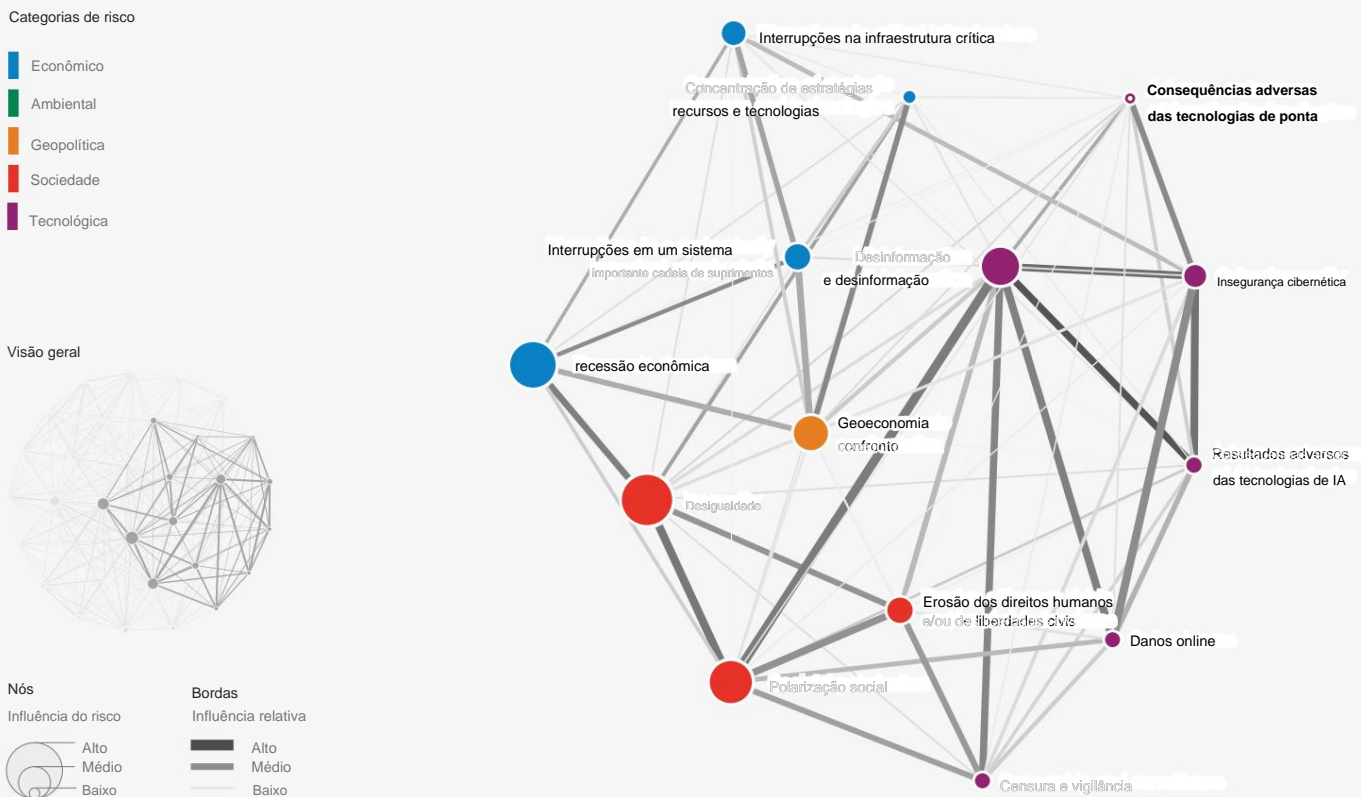 Categorias de risco
Econômico
Ambiental
Geopolítica
Sociedade
Tecnológica
Interrupções na infraestrutura crítica
Concentração de estratégias
recursos e tecnologias
Consequências adversas
das tecnologias de ponta
Interrupções em um sistema
importante cadeia de suprimentos
Desinformação
e desinformação
Insegurança cibernética
recessão econômica
Geoeconomia
confronto
Resultados adversos
das tecnologias de IA
Desigualdade
Erosão dos direitos humanos
e/ou de liberdades civis
Danos online
Polarização social
Censura e vigilância
Visão geral
Nós
Influência do risco
Alto
Médio
Baixo
Bordas
Influência relativa
Alto
Médio
Baixo